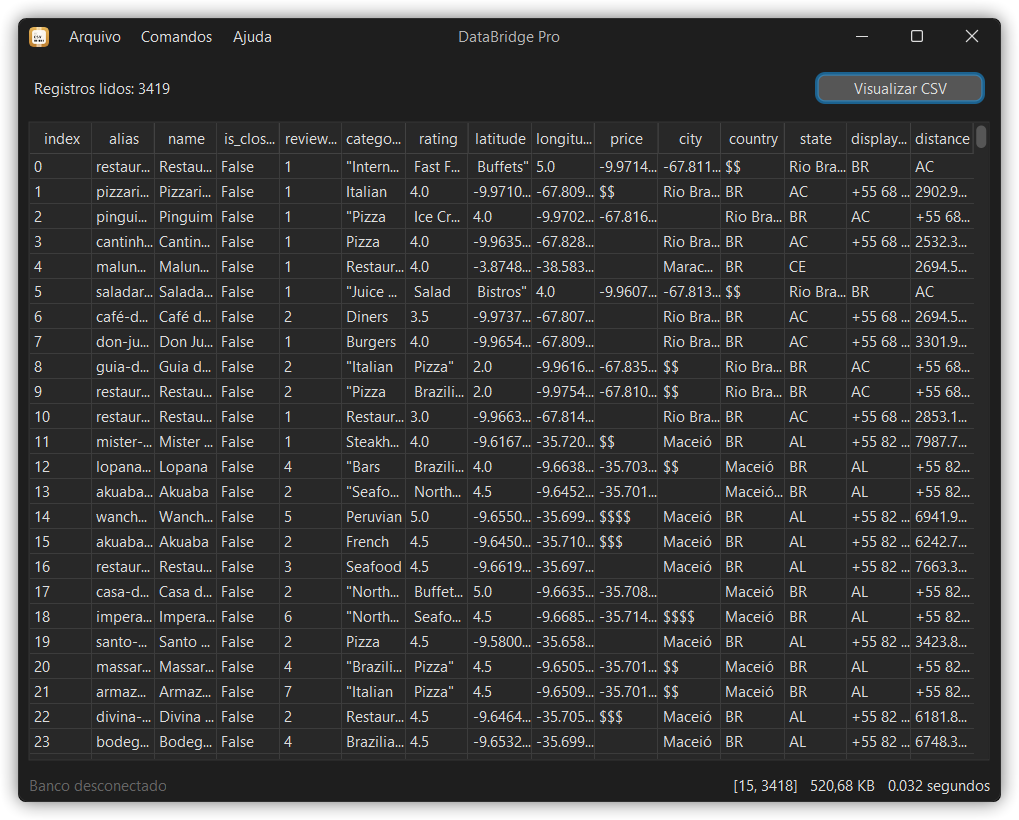 Arquivo Comandos Ajuda DataBridge Pro
Registros lidos: 3419 Visualizar CSV
index alias name is_clos... review... catego... rating latitude longitu... price city country state display... distance
0 restaur... Restau... False 1 "Intern... Fast F... Buffets" 5.0 -9.9714... -67.811... $$ Rio Bra... BR AC
1 pizzari... Pizzari... False 1 Italian 4.0 -9.9710... -67.809... $$ Rio Bra... BR AC +55 68 ... 2902.9...
2 pingui... Pinguim False 1 "Pizza Ice Cr... 4.0 -9.9702... -67.816... Rio Bra... BR AC +55 68...
3 cantinh... Cantin... False 1 Pizza 4.0 -9.9635... -67.828... Rio Bra... BR AC +55 68 ... 2532.3...
4 malun... Malun... False 1 Restaur... 4.0 -3.8748... -38.583... Marac... BR CE 2694.5...
5 saladar... Salada... False 1 "Juice ... Salad Bistros" 4.0 -9.9607... -67.813... $$ Rio Bra... BR AC
6 café-d... Café d... False 2 Diners 3.5 -9.9737... -67.807... Rio Bra... BR AC +55 68 ... 2694.5...
7 don-ju... Don Ju... False 1 Burgers 4.0 -9.9654... -67.809... Rio Bra... BR AC +55 68 ... 3301.9...
8 guia-d... Guia d... False 2 "Italian Pizza" 2.0 -9.9616... -67.835... $$ Rio Bra... BR AC +55 68...
9 restaur... Restau... False 2 "Pizza Brazili... 2.0 -9.9754... -67.810... $$ Rio Bra... BR AC +55 68...
10 restaur... Restau... False 1 Restaur... 3.0 -9.9663... -67.814... Rio Bra... BR AC +55 68 ... 2853.1...
11 mister-... Mister ... False 1 Steakh... 4.0 -9.6167... -35.720... $$ Maceió BR AL +55 82 ... 7987.7...
12 lopana... Lopana False 4 "Bars Brazili... 4.0 -9.6638... -35.703... $$ Maceió BR AL +55 82...
13 akuaba... Akuaba False 2 "Seafo... North... 4.5 -9.6452... -35.701... Maceió... BR AL +55 82...
14 wanch... Wanch... False 5 Peruvian 5.0 -9.6550... -35.699... $$$$ Maceió BR AL +55 82 ... 6941.9...
15 akuaba... Akuaba False 2 French 4.5 -9.6450... -35.710... $$$ Maceió BR AL +55 82 ... 6242.7...
16 restaur... Restau... False 3 Seafood 4.5 -9.6619... -35.697... Maceió BR AL +55 82 ... 7663.3...
17 casa-d... Casa d... False 2 "North... Buffet... 5.0 -9.6635... -35.708... Maceió BR AL +55 82...
18 impera... Impera... False 6 "North... Seafo... 4.5 -9.6685... -35.714... $$$$ Maceió BR AL +55 82...
19 santo-... Santo ... False 2 Pizza 4.5 -9.5800... -35.658... Maceió BR AL +55 82 ... 3423.8...
20 massar... Massar... False 4 "Brazili... Pizza" 4.5 -9.6505... -35.701... $$ Maceió BR AL +55 82...
21 armaz... Armaz... False 7 "Italian Pizza" 4.5 -9.6509... -35.701... $$ Maceió BR AL +55 82...
22 divina-... Divina ... False 2 Restaur... 4.5 -9.6464... -35.705... $$$ Maceió BR AL +55 82 ... 6181.8...
23 bodeg... Bodeg... False 4 Brazilia... 4.5 -9.6532... -35.699... Maceió BR AL +55 82 ... 6748.3...
Banco desconectado [15, 3418] 520,68 KB 0.032 segundos